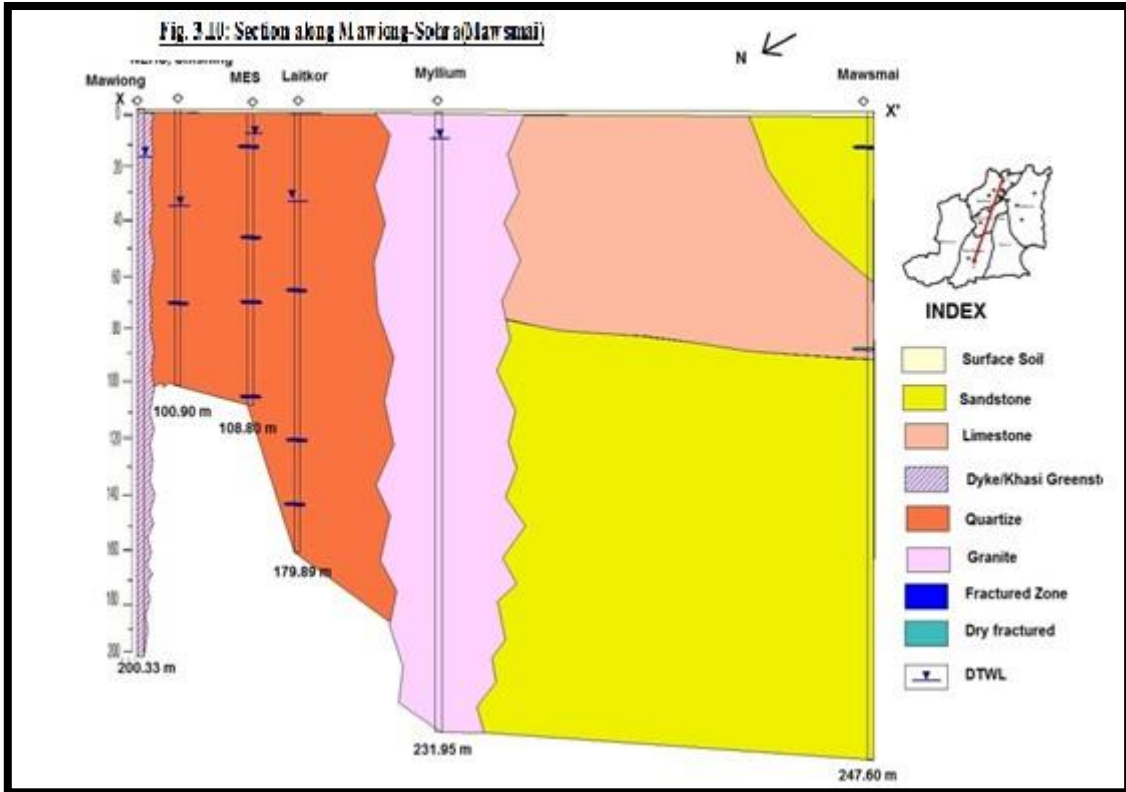 Fig. 3.10: Section along Mawiong-Sohra(Mawsmai)
N
Mawiong
MES
Laitkor
Myllium
Mawsmai
X
X'
0
20
40
60
80
100
120
140
160
180
200
100.90 m
108.80 m
179.89 m
200.33 m
231.95 m
247.60 m
INDEX
Surface Soil
Sandstone
Limestone
Dyke/Khasi Greenst
Quartize
Granite
Fractured Zone
Dry fractured
DTWL